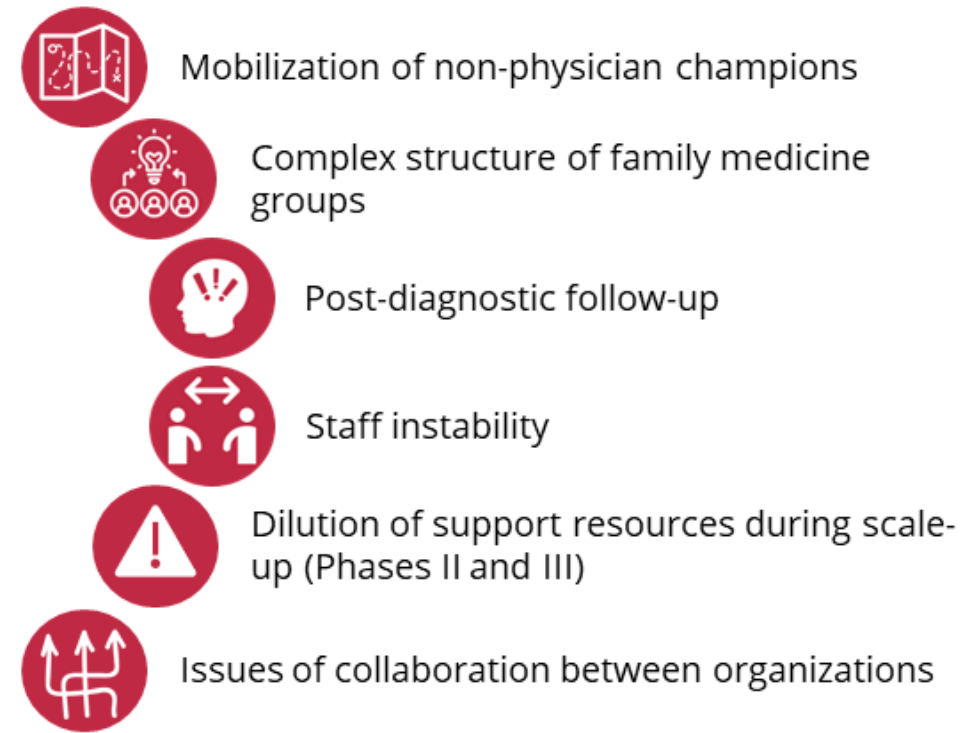 Mobilization of non-physician champions
Complex structure of family medicine
groups
Post-diagnostic follow-up
Staff instability
Dilution of support resources during scale-
up (Phases II and III)
Issues of collaboration between organizations